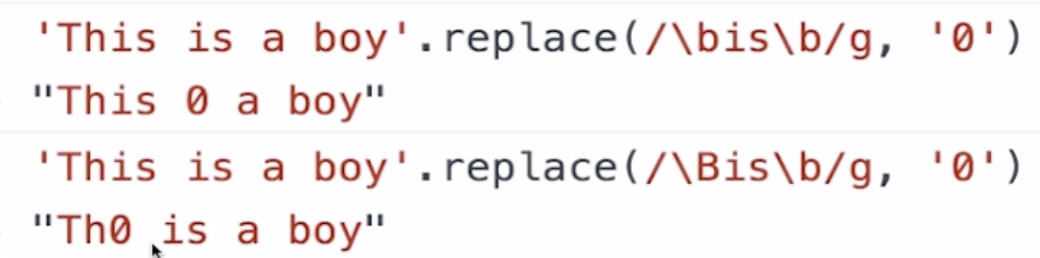 'This is a boy'.replace(/\bis\b/g, '0')
"This 0 a boy"
'This is a boy'.replace(/\Bis\b/g, '0')
"Th0 is a boy"